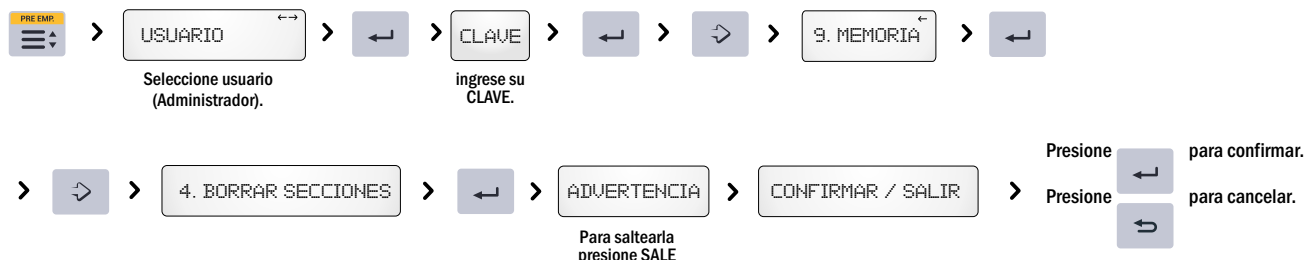 PRE EMP.
USUARIO
CLAVE
9. MEMORIA
Seleccione usuario
(Administrador).
ingrese su
CLAVE.
4. BORRAR SECCIONES
ADVERTENCIA
CONFIRMAR / SALIR
Presione para confirmar.
Presione para cancelar.
Para saltearla
presione SALE